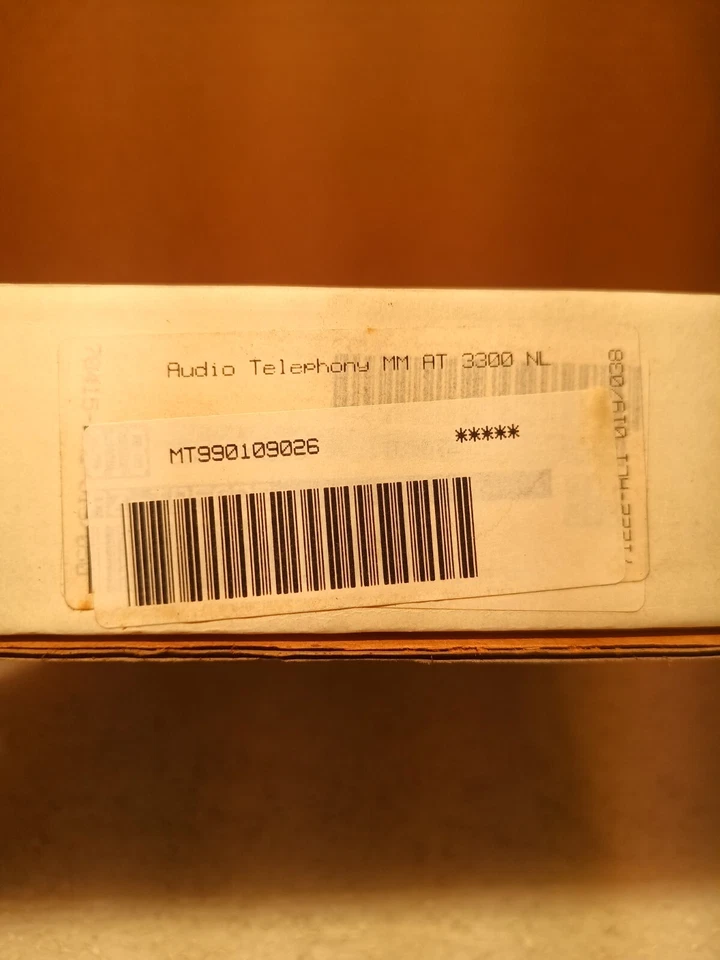 Audio Telephony MM AT 3300 NL
MT990109026
*****